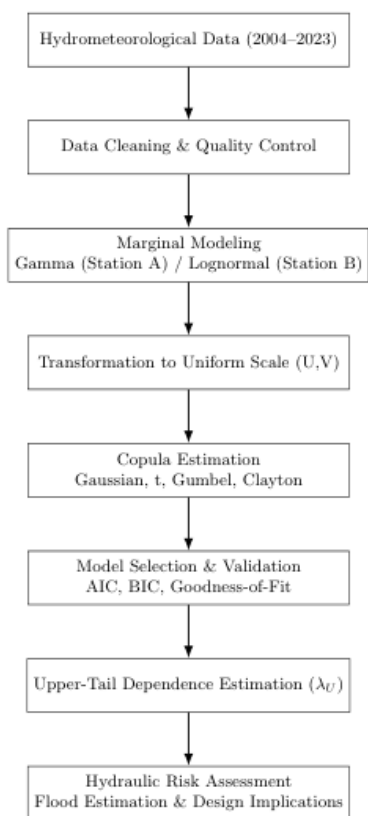 Hydrometeorological Data (2004–2023)
Data Cleaning & Quality Control
Marginal Modeling
Gamma (Station A) / Lognormal (Station B)
Transformation to Uniform Scale (U,V)
Copula Estimation
Gaussian, t, Gumbel, Clayton
Model Selection & Validation
AIC, BIC, Goodness-of-Fit
Upper-Tail Dependence Estimation (λ_U)
Hydraulic Risk Assessment
Flood Estimation & Design Implications